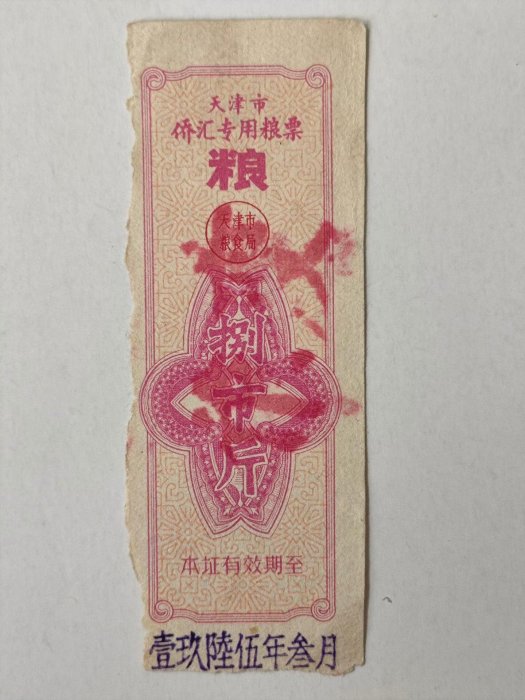 天津市
侨汇专用粮票
粮
天津市
粮食局
捌
市
斤
本证有效期至
壹玖陸伍年叁月